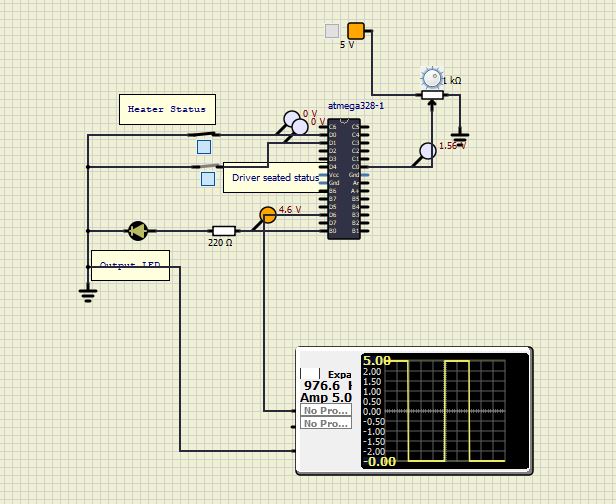 5 V
1 kΩ
atmega328-1
Heater Status
0 V
0 V
C6
D0
D1
D2
D3
D4
Vcc
Gnd
B6
B7
D5
D6
D7
B0
C5
C4
C3
C2
C1
C0
Gnd
Ar
A+
B5
B4
B3
B2
B1
1.56 V
Driver seated status
4.6 V
220 Ω
Output LED
Expa
976.6 H
Amp 5.0
No Pro...
No Pro...
5.00
2.00
1.50
1.00
0.50
0.00
-0.50
-1.00
-1.50
-2.00
-0.00